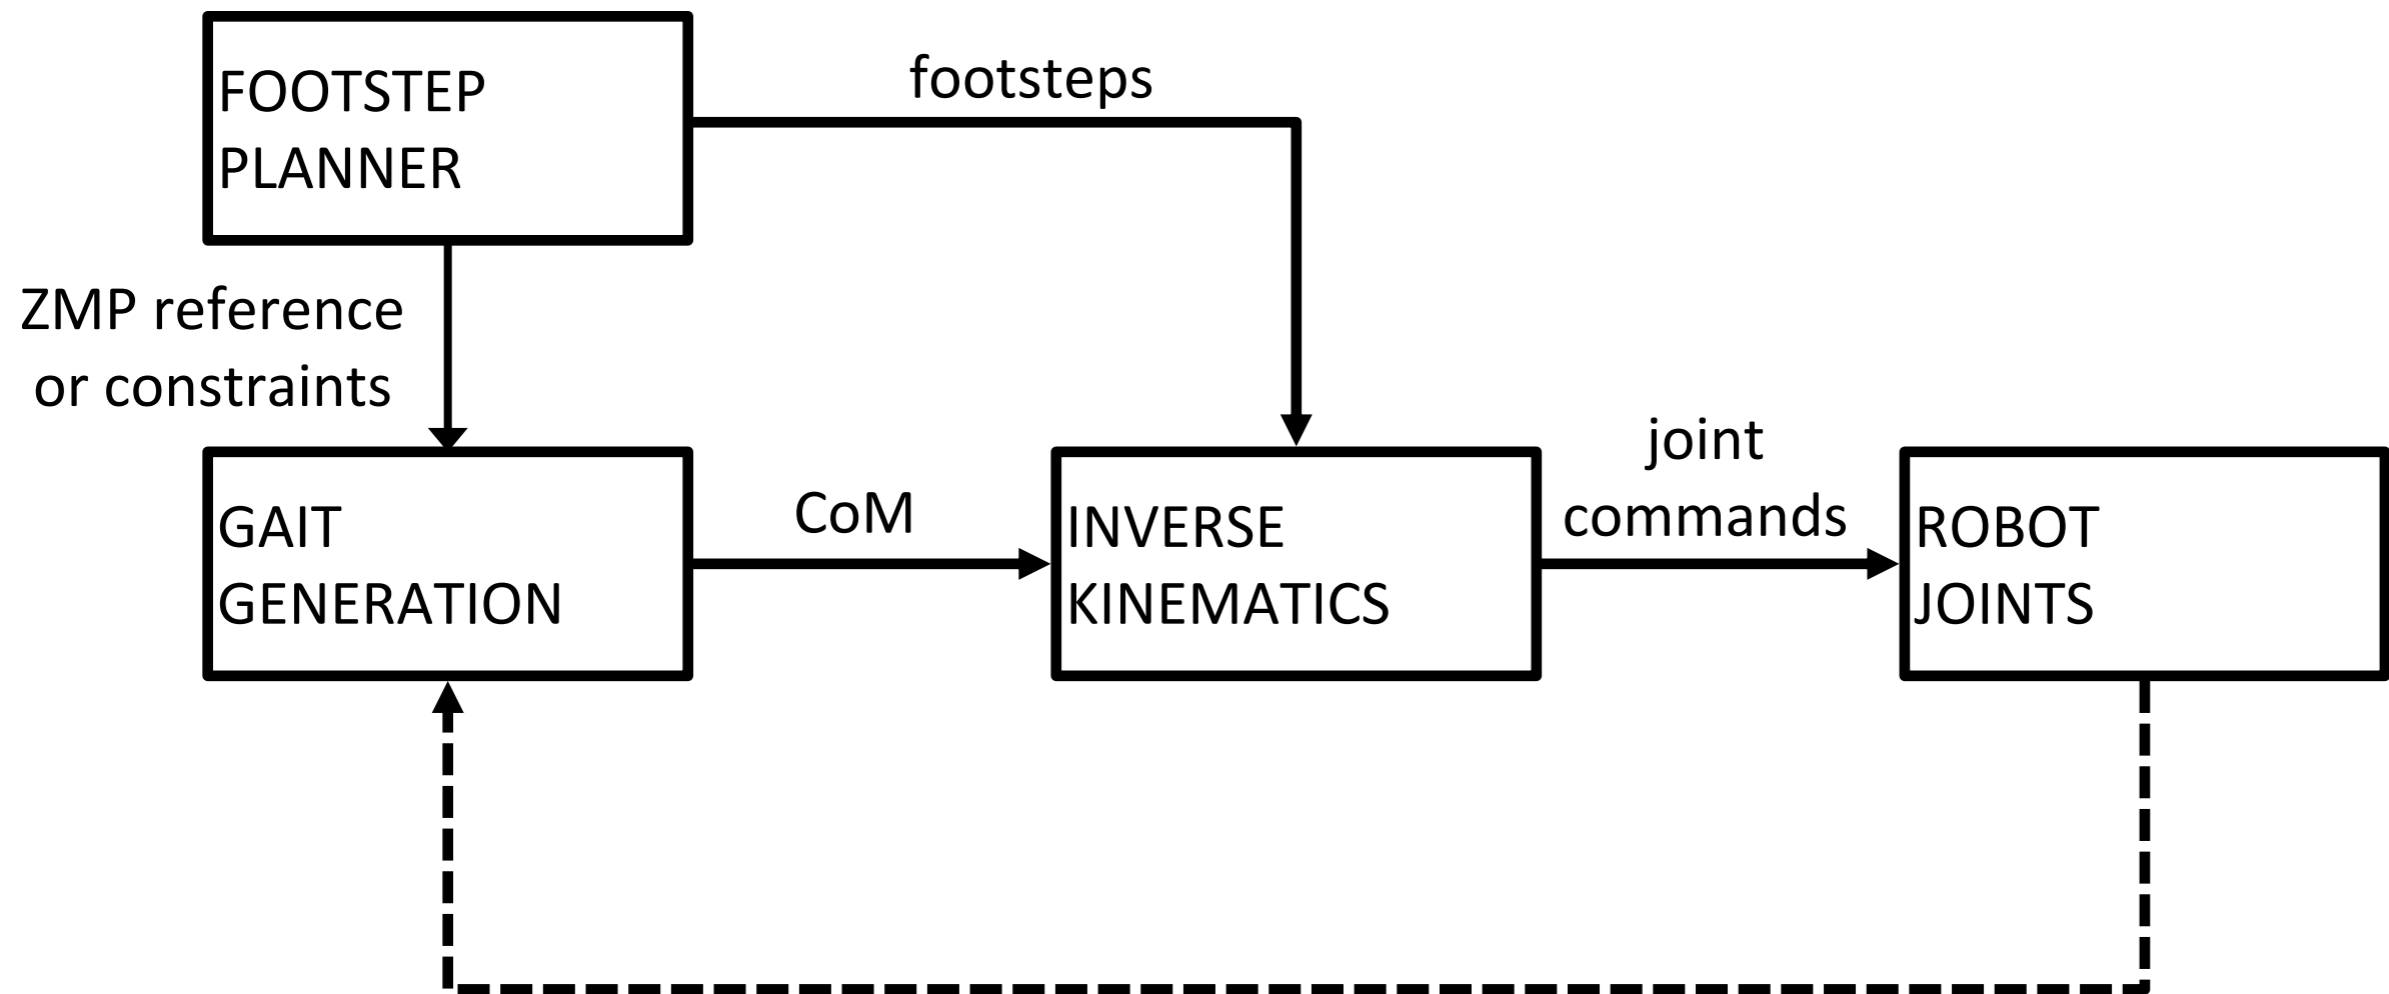 FOOTSTEP
PLANNER
footsteps
ZMP reference
or constraints
GAIT
GENERATION
CoM
INVERSE
KINEMATICS
joint
commands
ROBOT
JOINTS